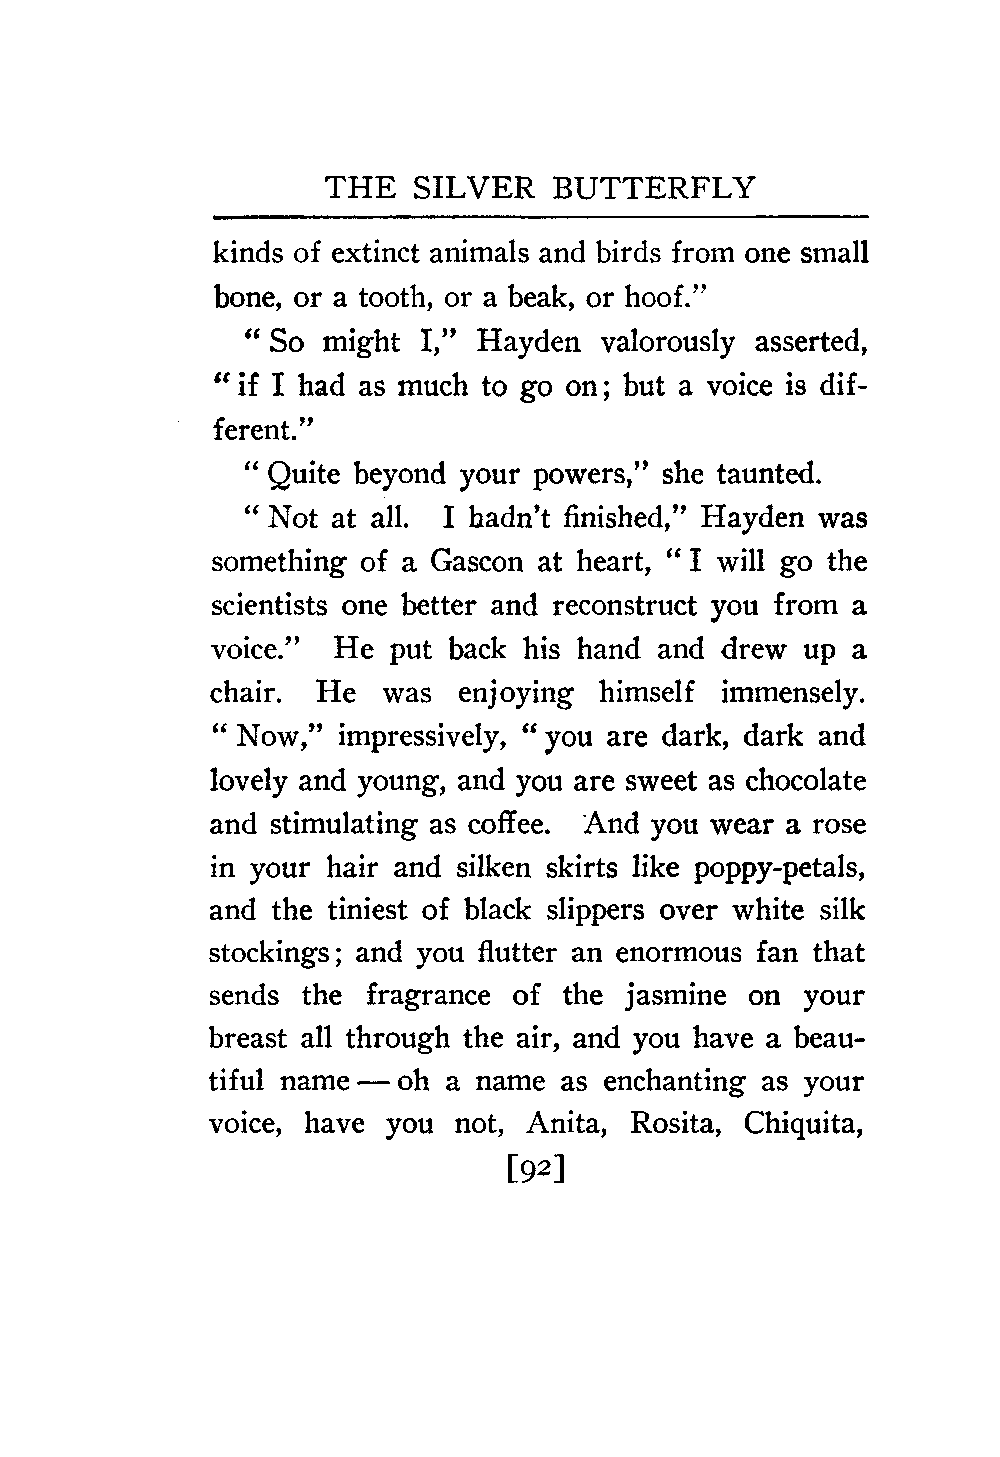 THE SILVER BUTTERFLY
kinds of extinct animals and birds from one small
bone, or a tooth, or a beak, or hoof."
" So might I," Hayden valorously asserted,
" if I had as much to go on; but a voice is dif-
ferent."
" Quite beyond your powers," she taunted.
" Not at all. I hadn't finished," Hayden was
something of a Gascon at heart, " I will go the
scientists one better and reconstruct you from a
voice." He put back his hand and drew up a
chair. He was enjoying himself immensely.
" Now," impressively, " you are dark, dark and
lovely and young, and you are sweet as chocolate
and stimulating as coffee. And you wear a rose
in your hair and silken skirts like poppy-petals,
and the tiniest of black slippers over white silk
stockings; and you flutter an enormous fan that
sends the fragrance of the jasmine on your
breast all through the air, and you have a beau-
tiful name — oh a name as enchanting as your
voice, have you not, Anita, Rosita, Chiquita,
[92]